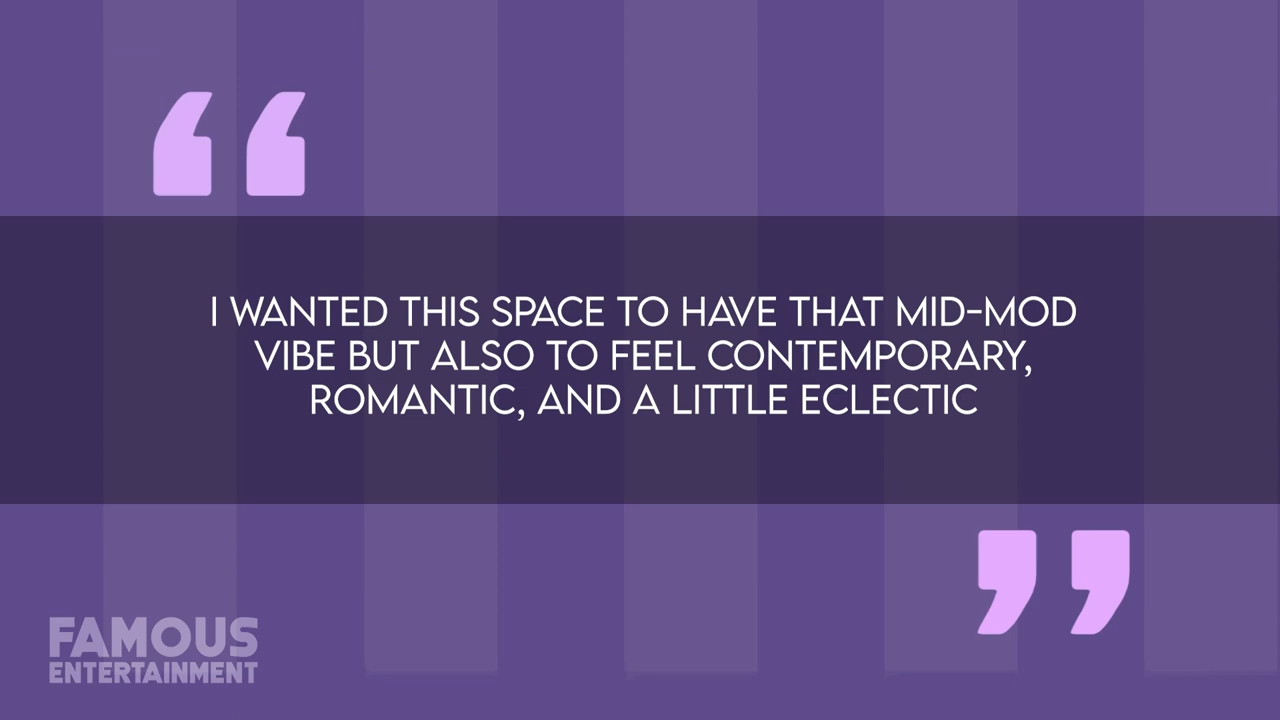 “
I WANTED THIS SPACE TO HAVE THAT MID-MOD
VIBE BUT ALSO TO FEEL CONTEMPORARY,
ROMANTIC, AND A LITTLE ECLECTIC
”
FAMOUS
ENTERTAINMENT